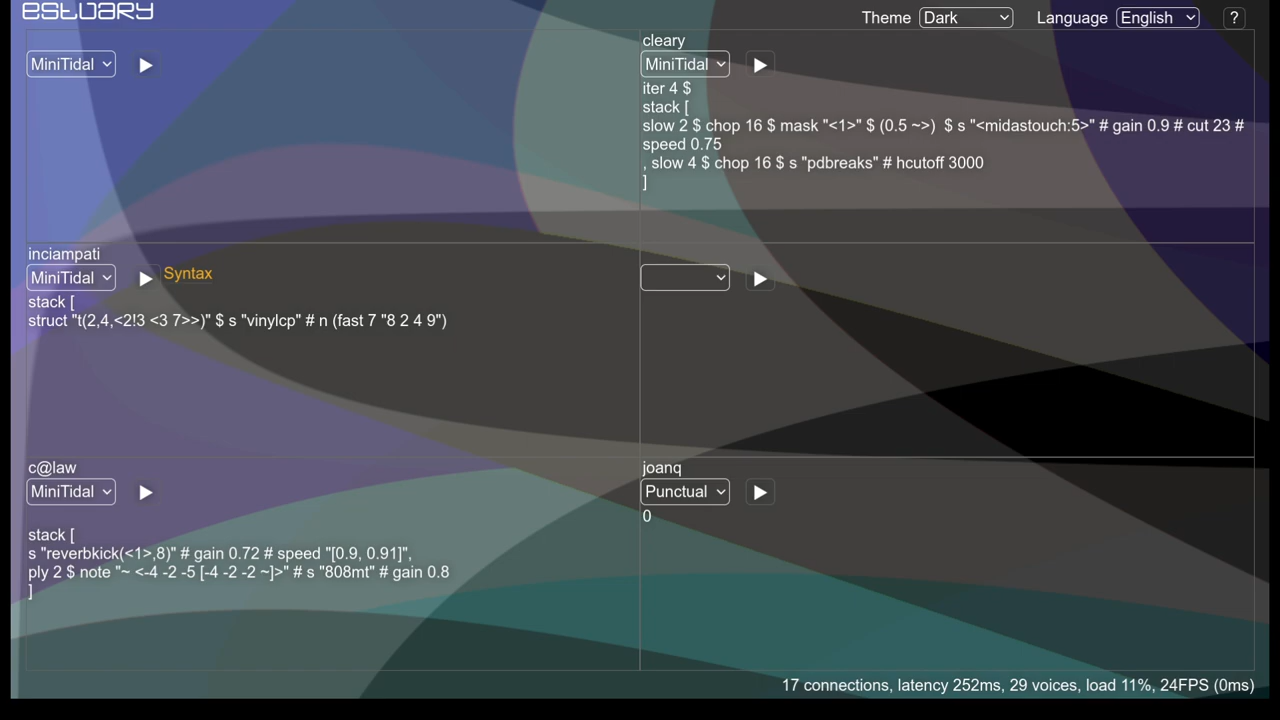 estuary
Theme Dark Language English ?
MiniTidal
cleary
MiniTidal
iter 4 $
stack [
slow 2 $ chop 16 $ mask "<1>" $ (0.5 ~>)  $ s "<midastouch:5>" # gain 0.9 # cut 23 #
speed 0.75
, slow 4 $ chop 16 $ s "pdbreaks" # hcutoff 3000
]
inciampati
MiniTidal Syntax
stack [
struct "t(2,4,<2!3 <3 7>>)" $ s "vinylcp" # n (fast 7 "8 2 4 9")
c@law
MiniTidal
stack [
s "reverbkick(<1>,8)" # gain 0.72 # speed "[0.9, 0.91]",
ply 2 $ note "~ <-4 -2 -5 [-4 -2 -2 ~]>" # s "808mt" # gain 0.8
]
joanq
Punctual
0
17 connections, latency 252ms, 29 voices, load 11%, 24FPS (0ms)